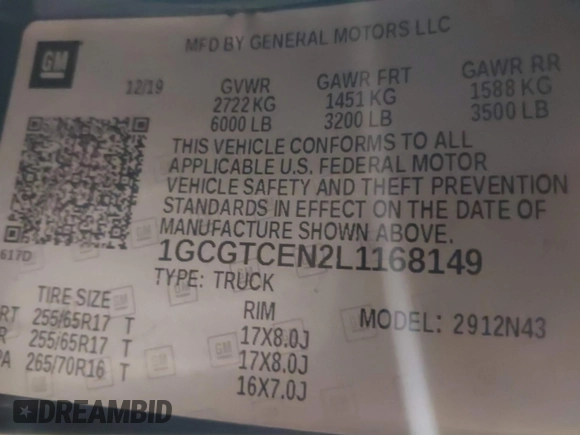 GM
MFD BY GENERAL MOTORS LLC
12/19 GVWR GAWR FRT GAWR RR
2722 KG 1451 KG 1588 KG
6000 LB 3200 LB 3500 LB
THIS VEHICLE CONFORMS TO ALL
APPLICABLE U.S. FEDERAL MOTOR
VEHICLE SAFETY AND THEFT PREVENTION
STANDARDS IN EFFECT ON THE DATE OF
MANUFACTURE SHOWN ABOVE.
617D
1GCGTCEN2L1168149
TYPE: TRUCK
TIRE SIZE RIM MODEL: 2912N43
RT 255/65R17 T 17X8.0J
R 255/65R17 T 17X8.0J
PA 265/70R16 T 16X7.0J
DREAMBID